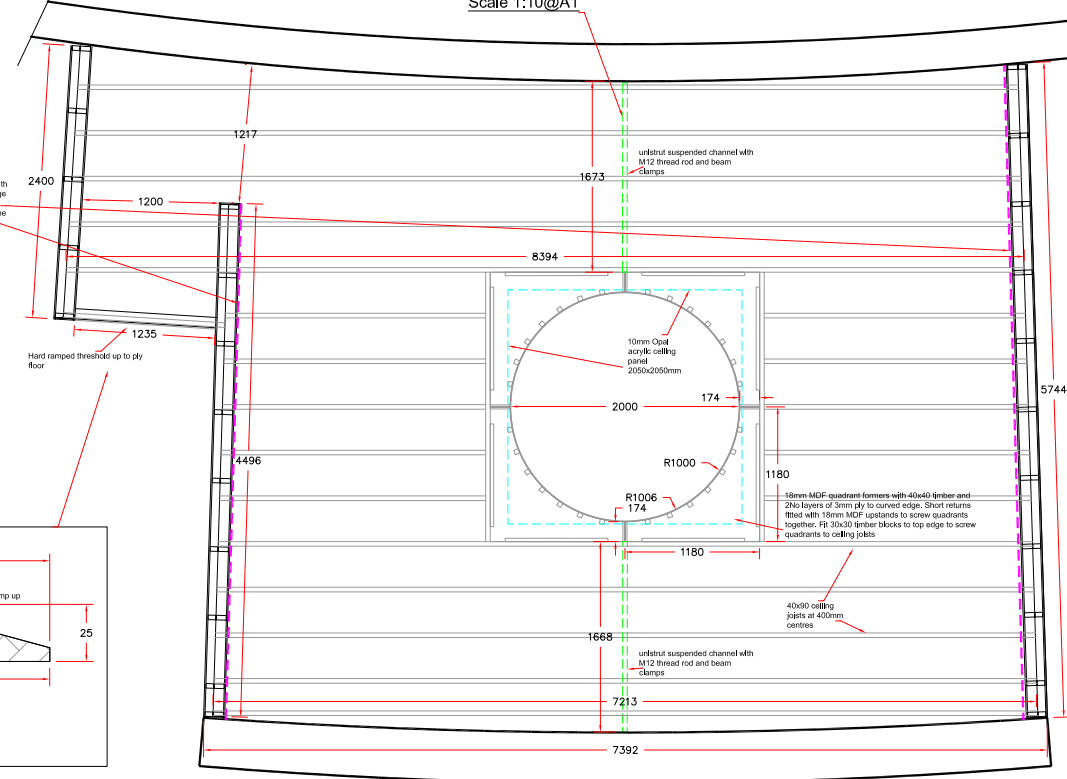 Scale 1:10@A1
1217
unistrut suspended channel with
M12 thread rod and beam
clamps
1673
2400
th
ge
ne
1200
8394
10mm Opal
acrylic ceiling
panel
2050x2050mm
1235
Hard ramped threshold up to ply
floor
174
2000
5744
4496
R1000
1180
R1006
174
18mm MDF quadrant formers with 40x40 timber and
2No layers of 3mm ply to curved edge. Short returns
fitted with 18mm MDF upstands to screw quadrants
together. Fit 30x30 timber blocks to top edge to screw
quadrants to ceiling joists
1180
mp up
25
40x90 ceiling
joists at 400mm
centres
1668
unistrut suspended channel with
M12 thread rod and beam
clamps
7213
7392